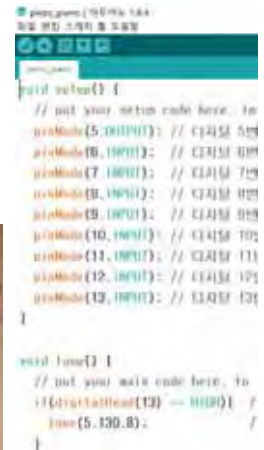 piezo_piano | 아두이노 1.8.4
파일 편집 스케치 툴 도움말
void setup() {
// put your setup code here, to
pinMode(5,OUTPUT); // 디지털 5번
pinMode(6,INPUT); // 디지털 6번
pinMode(7,INPUT); // 디지털 7번
pinMode(8,INPUT); // 디지털 8번
pinMode(9,INPUT); // 디지털 9번
pinMode(10,INPUT); // 디지털 10번
pinMode(11,INPUT); // 디지털 11번
pinMode(12,INPUT); // 디지털 12번
pinMode(13,INPUT); // 디지털 13번
}
void loop() {
// put your main code here, to
if(digitalRead(13) == HIGH){ /
tone(5,130,8); /
}